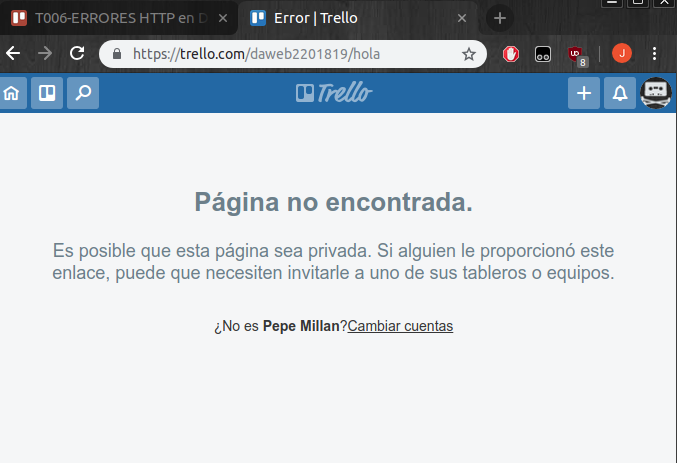 T006-ERRORES HTTP en D
Error | Trello
https://trello.com/daweb2201819/hola
8
J
Trello
Página no encontrada.
Es posible que esta página sea privada. Si alguien le proporcionó este
enlace, puede que necesiten invitarle a uno de sus tableros o equipos.
¿No es Pepe Millan?Cambiar cuentas